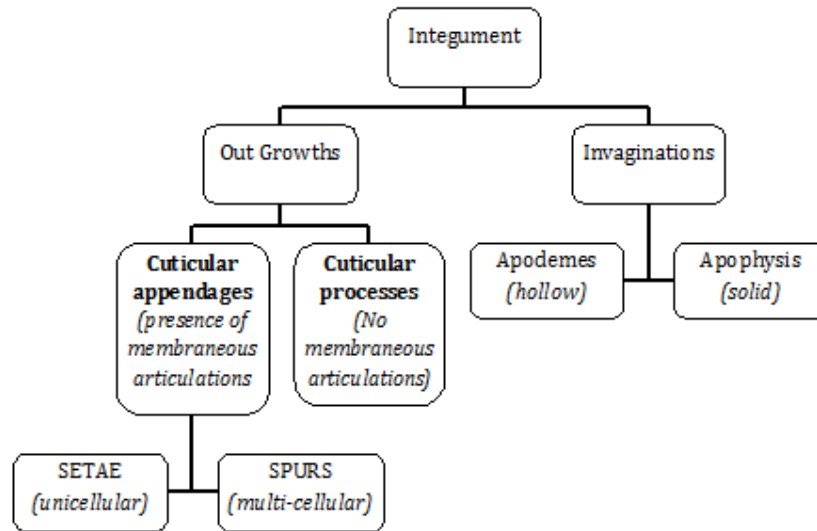 Integument
Out Growths
Invaginations
Cuticular
appendages
(presence of
membraneous
articulations
Cuticular
processes
(No
membraneous
articulations)
Apodemes
(hollow)
Apophysis
(solid)
SETAE
(unicellular)
SPURS
(multi-cellular)